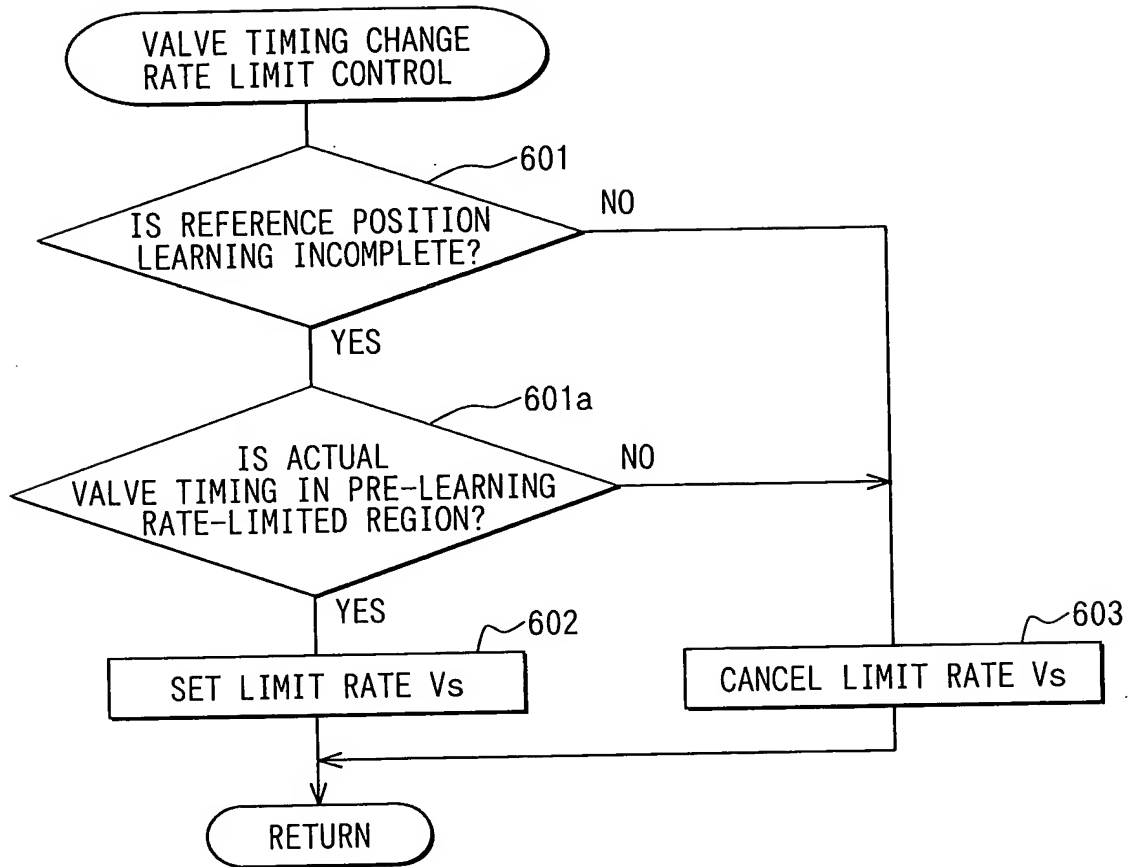 VALVE TIMING CHANGE
RATE LIMIT CONTROL
601
IS REFERENCE POSITION
LEARNING INCOMPLETE?
NO
YES
601a
IS ACTUAL
VALVE TIMING IN PRE-LEARNING
RATE-LIMITED REGION?
NO
YES
602
SET LIMIT RATE Vs
603
CANCEL LIMIT RATE Vs
RETURN